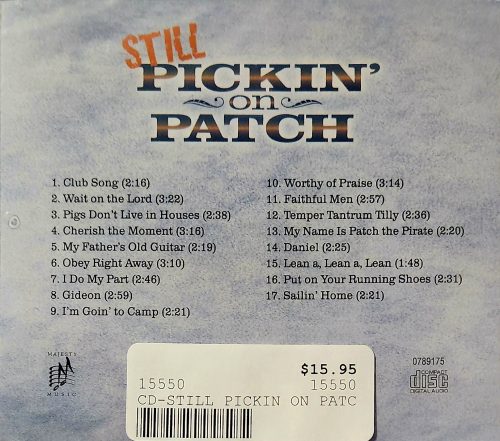 STILL
PICKIN'
on
PATCH
1. Club Song (2:16)
2. Wait on the Lord (3:22)
3. Pigs Don't Live in Houses (2:38)
4. Cherish the Moment (3:16)
5. My Father's Old Guitar (2:19)
6. Obey Right Away (3:10)
7. I Do My Part (2:46)
8. Gideon (2:59)
9. I'm Goin' to Camp (2:21)
10. Worthy of Praise (3:14)
11. Faithful Men (2:57)
12. Temper Tantrum Tilly (2:36)
13. My Name Is Patch the Pirate (2:20)
14. Daniel (2:25)
15. Lean a, Lean a, Lean (1:48)
16. Put on Your Running Shoes (2:31)
17. Sailin' Home (2:21)
MAJESTY
MUSIC
$15.95
15550 15550
CD-STILL PICKIN ON PATC
0789175
COMPACT
disc
DIGITAL AUDIO